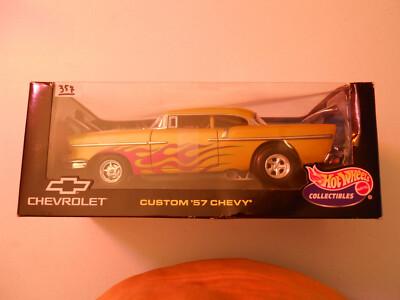 357
Hot Wheels
COLLECTIBLES
CHEVROLET
CUSTOM '57 CHEVY